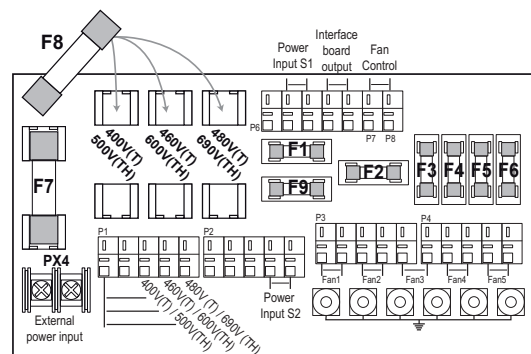 F8
Power
Input S1
Interface
board
output
Fan
Control
400V(T)
500V(TH)
460V(T)
600V(TH)
480V(T)
690V(TH)
P6
P7
P8
F1
F9
F2
F3
F4
F5
F6
F7
P1
P2
P3
P4
PX4
External
power input
400V(T) / 500V(TH)
460V(T) / 600V(TH)
480V(T) / 690V (TH)
Power
Input S2
Fan1
Fan2
Fan3
Fan4
Fan5